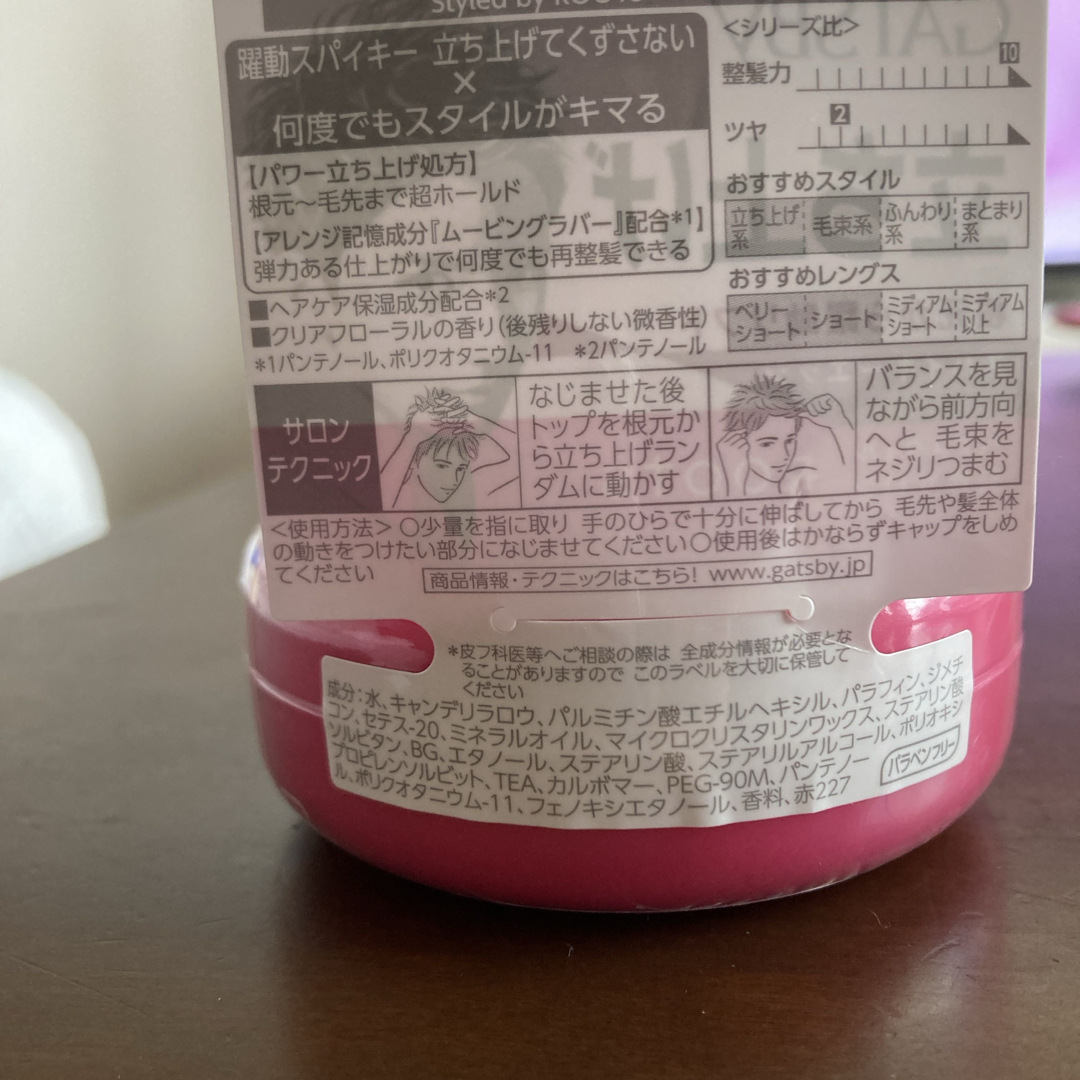 Styled by
躍動スパイキー 立ち上げてくずさない
×
何度でもスタイルがキマる
【パワー立ち上げ処方】
根元〜毛先まで超ホールド
【アレンジ記憶成分『ムービングラバー』配合*1】
弾力ある仕上がりで何度でも再整髪できる
■ヘアケア保湿成分配合*2
■クリアフローラルの香り(後残りしない微香性)
*1パンテノール、ポリクオタニウム-11 *2パンテノール
<シリーズ比>
10
整髪力
2
ツヤ
おすすめスタイル
立ち上げ系 毛束系 ふんわり系 まとまり系
おすすめレングス
ベリーショート ショート ミディアムショート ミディアム以上
サロン
テクニック
なじませた後
トップを根元か
ら立ち上げラン
ダムに動かす
バランスを見
ながら前方向
へと 毛束を
ネジリつまむ
<使用方法>○少量を指に取り 手のひらで十分に伸ばしてから 毛先や髪全体
の動きをつけたい部分になじませてください○使用後はかならずキャップをしめ
てください
商品情報・テクニックはこちら! www.gatsby.jp
*皮フ科医等へご相談の際は 全成分情報が必要とな
ることがありますので このラベルを大切に保管して
ください
成分:水、キャンデリラロウ、パルミチン酸エチルヘキシル、パラフィン、ジメチ
コン、セテス-20、ミネラルオイル、マイクロクリスタリンワックス、ステアリン酸
ソルビタン、BG、エタノール、ステアリン酸、ステアリルアルコール、ポリオキシ
プロピレンソルビット、TEA、カルボマー、PEG-90M、パンテノー
ル、ポリクオタニウム-11、フェノキシエタノール、香料、赤227
パラベンフリー